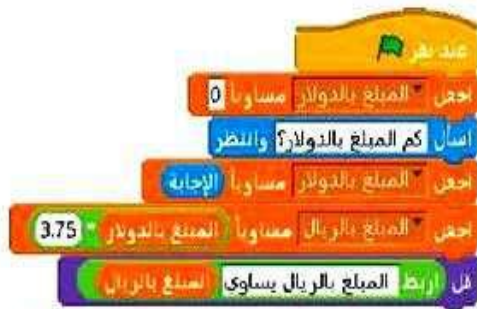 عند نقر
اجعل المبلغ بالدولار مساوياً 0
اسأل كم المبلغ بالدولار؟ وانتظر
اجعل المبلغ بالدولار مساوياً الإجابة
اجعل المبلغ بالريال مساوياً المبلغ بالدولار * 3.75
قل اربط المبلغ بالريال يساوي المبلغ بالريال